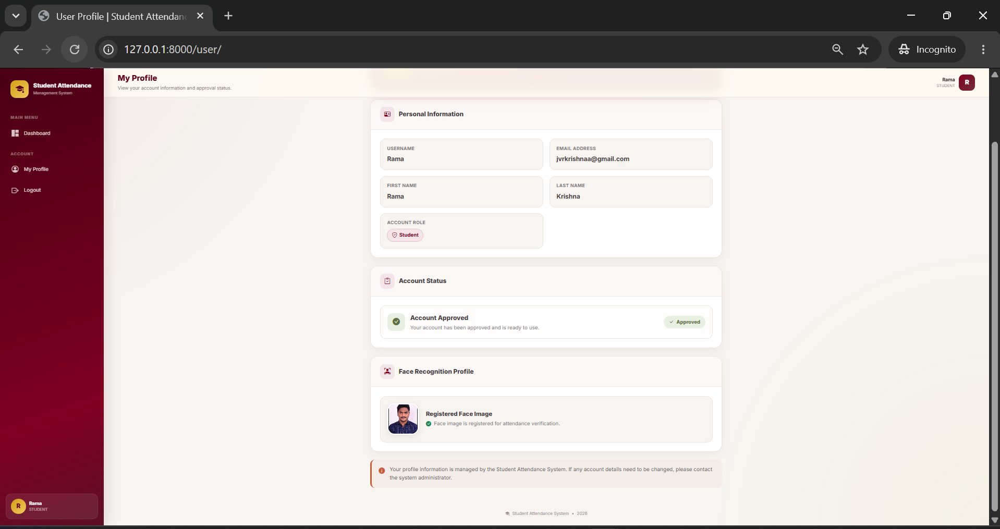 User Profile | Student Attendan
127.0.0.1:8000/user/
Incognito
Student Attendance
Management System
MAIN MENU
Dashboard
ACCOUNT
My Profile
Logout
R
Rama
STUDENT
My Profile
View your account information and approval status.
Rama
STUDENT
R
Personal Information
USERNAME
Rama
EMAIL ADDRESS
jvrkrishnaa@gmail.com
FIRST NAME
Rama
LAST NAME
Krishna
ACCOUNT ROLE
Student
Account Status
Account Approved
Your account has been approved and is ready to use.
Approved
Face Recognition Profile
Registered Face Image
Face image is registered for attendance verification.
Your profile information is managed by the Student Attendance System. If any account details need to be changed, please contact
the system administrator.
Student Attendance System • 2026